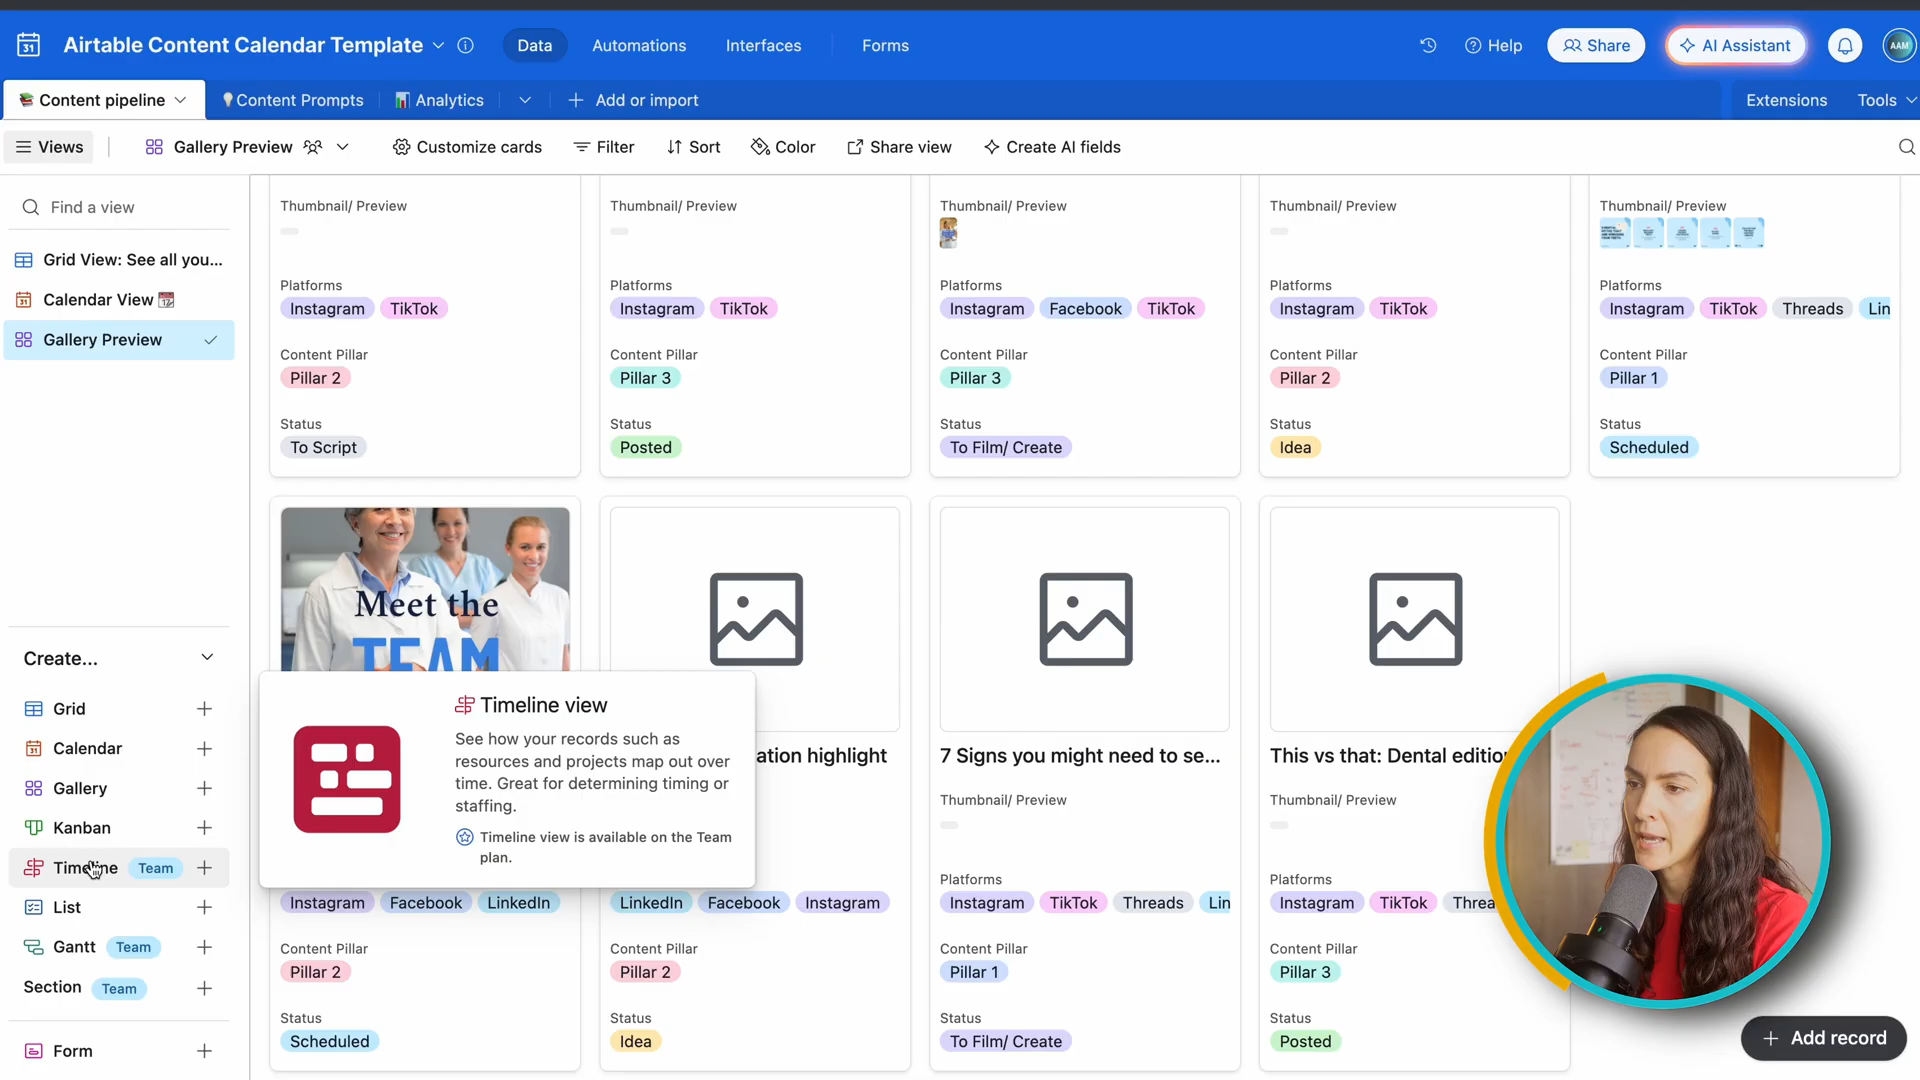 31 Airtable Content Calendar Template Data Automations Interfaces Forms Help Share AI Assistant AAM
Content pipeline Content Prompts Analytics Add or import Extensions Tools
Views Gallery Preview Customize cards Filter Sort Color Share view Create AI fields
Find a view
Grid View: See all you...
Calendar View
Gallery Preview
Create...
Grid
Calendar
Gallery
Kanban
Timeline Team
List
Gantt Team
Section Team
Form
Thumbnail/ Preview Thumbnail/ Preview Thumbnail/ Preview Thumbnail/ Preview Thumbnail/ Preview
Platforms Platforms Platforms Platforms Platforms
Instagram TikTok Instagram TikTok Instagram Facebook TikTok Instagram TikTok Instagram TikTok Threads Lin
Content Pillar Content Pillar Content Pillar Content Pillar Content Pillar
Pillar 2 Pillar 3 Pillar 3 Pillar 2 Pillar 1
Status Status Status Status Status
To Script Posted To Film/ Create Idea Scheduled
Meet the
TEAM
Timeline view
See how your records such as
resources and projects map out over
time. Great for determining timing or
staffing.
Timeline view is available on the Team
plan.
ation highlight 7 Signs you might need to se... This vs that: Dental edition
Thumbnail/ Preview Thumbnail/ Preview
Platforms Platforms
Instagram Facebook LinkedIn LinkedIn Facebook Instagram Instagram TikTok Threads Lin Instagram TikTok Threa
Content Pillar Content Pillar Content Pillar Content Pillar
Pillar 2 Pillar 2 Pillar 1 Pillar 3
Status Status Status Status
Scheduled Idea To Film/ Create Posted
Add record